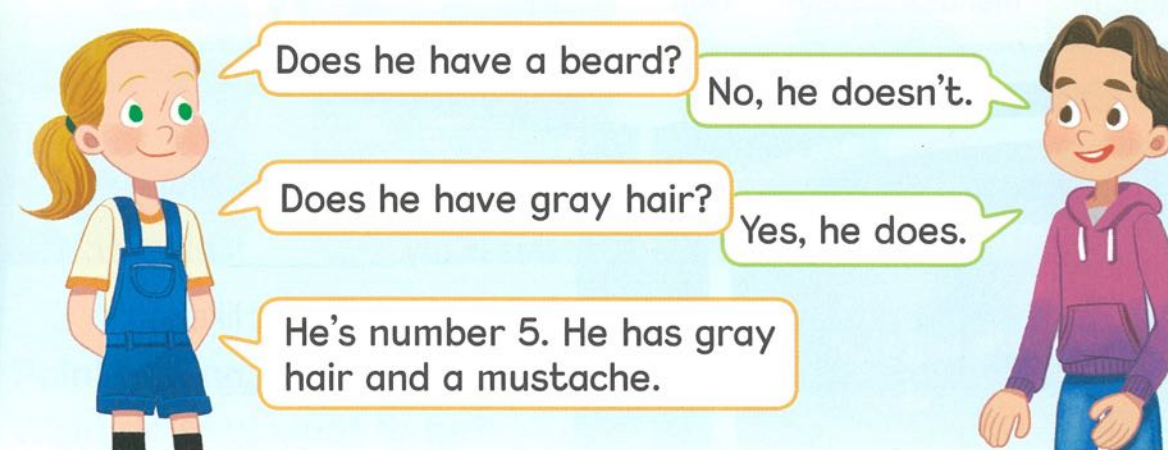 Does he have a beard?
No, he doesn't.
Does he have gray hair?
Yes, he does.
He's number 5. He has gray
hair and a mustache.